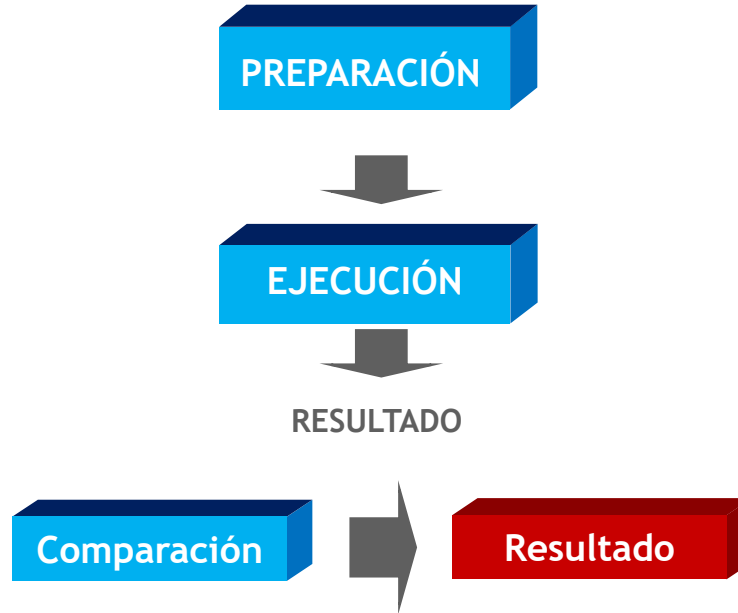 PREPARACIÓN
EJECUCIÓN
RESULTADO
Comparación
Resultado